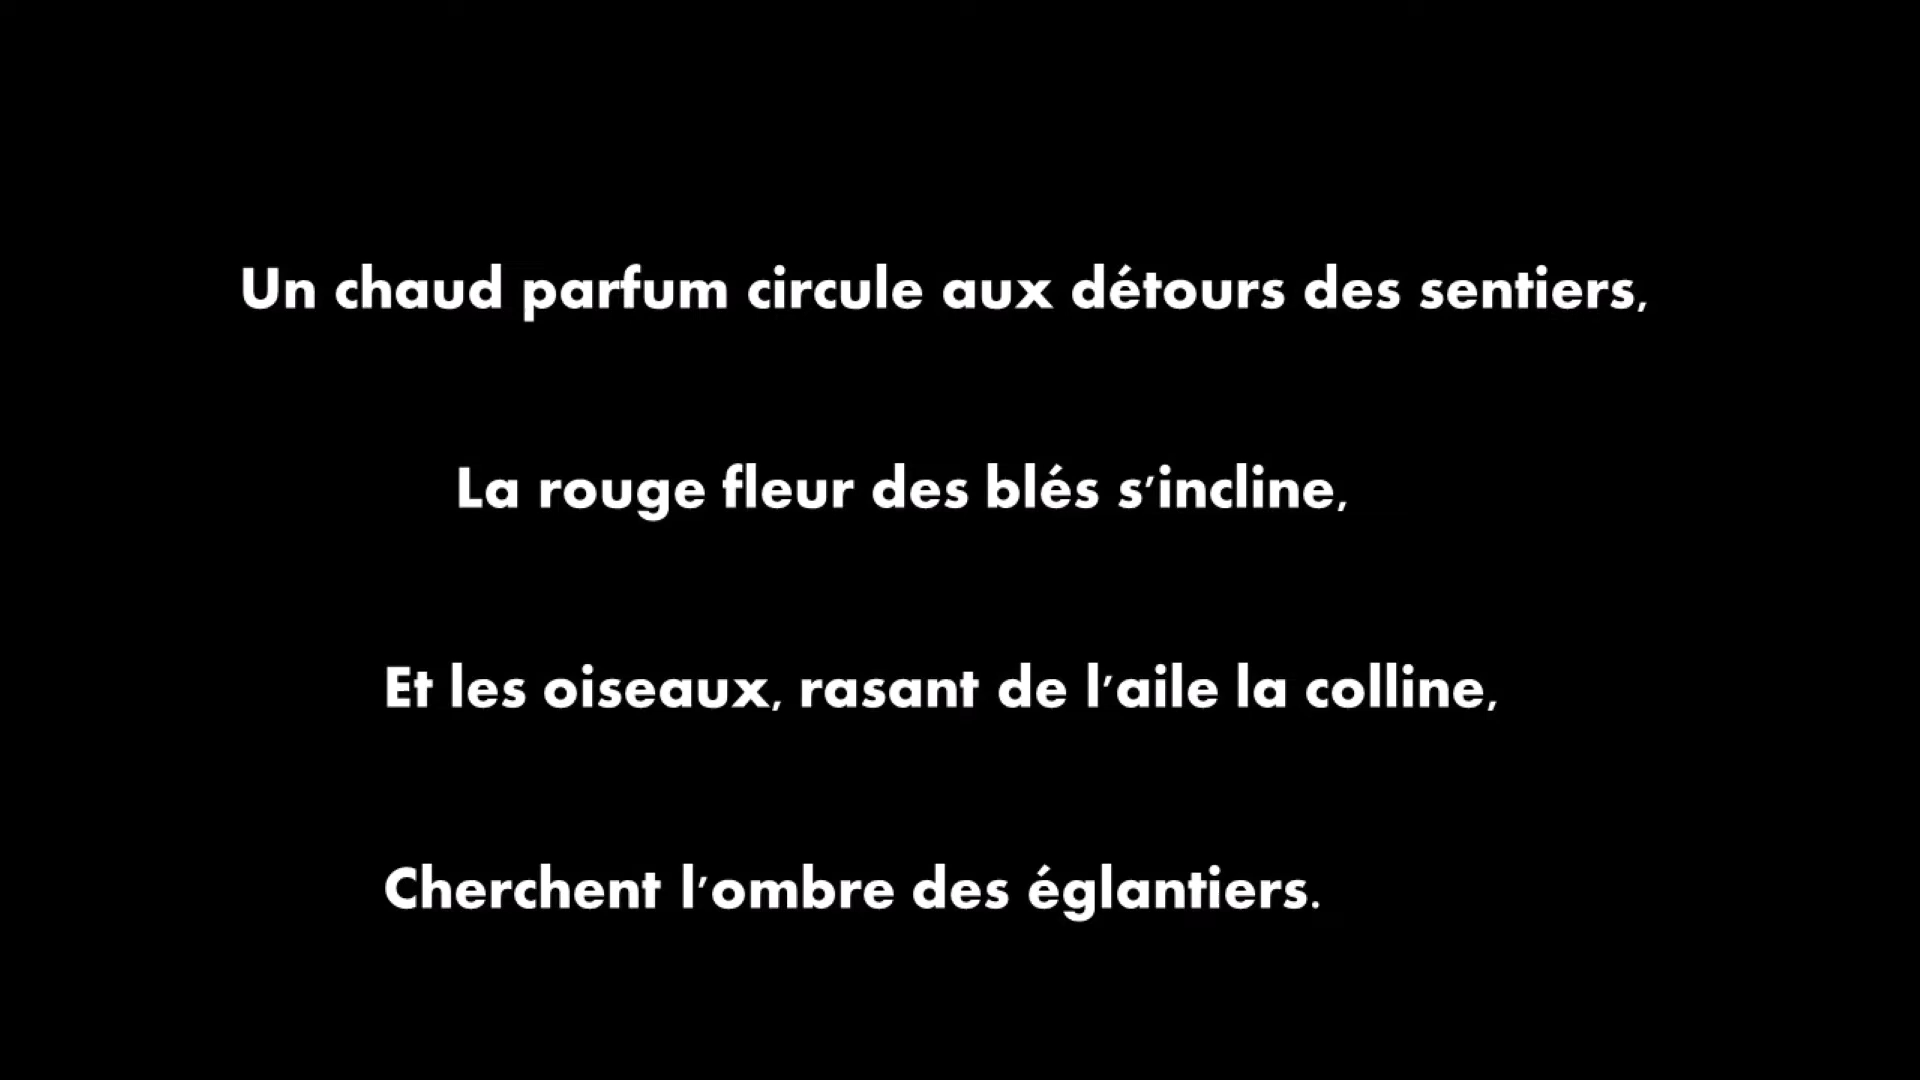 Un chaud parfum circule aux détours des sentiers,
La rouge fleur des blés s'incline,
Et les oiseaux, rasant de l'aile la colline,
Cherchent l'ombre des églantiers.